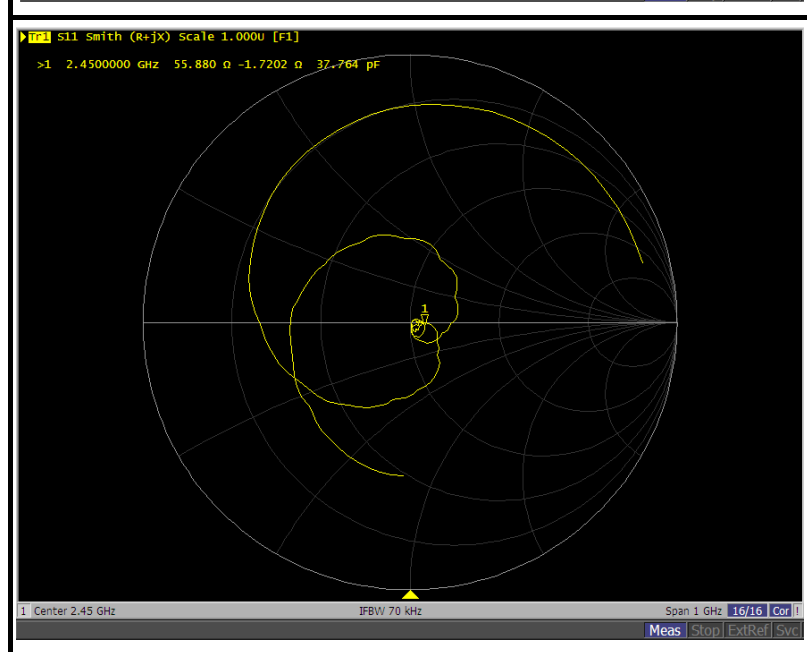 Tr1 S11 Smith (R+jX) Scale 1.000U [F1]
>1 2.4500000 GHz 55.880 Ω -1.7202 Ω 37.764 pF
1
1 Center 2.45 GHz IFBW 70 kHz Span 1 GHz 16/16 Cor !
Meas Stop ExtRef Svc